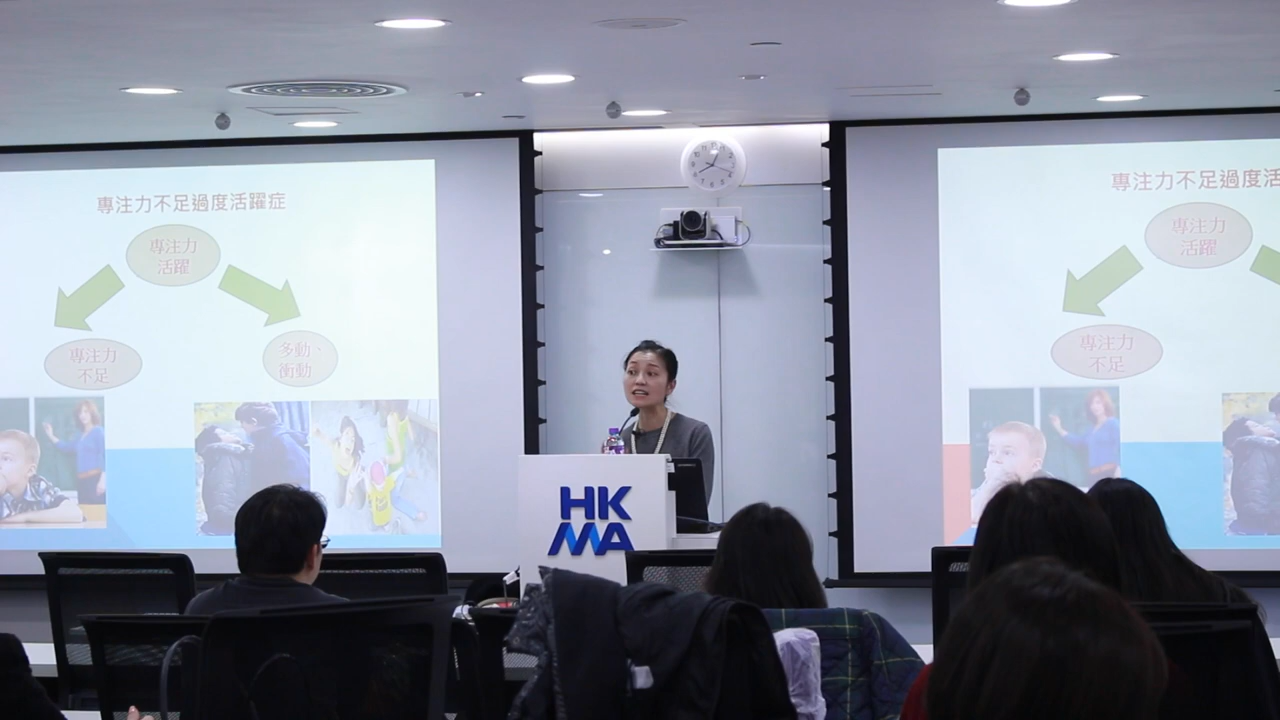 專注力不足過度活躍症
專注力
活躍
專注力
不足
多動、
衝動
HK
MA
專注力不足過度活
專注力
活躍
專注力
不足